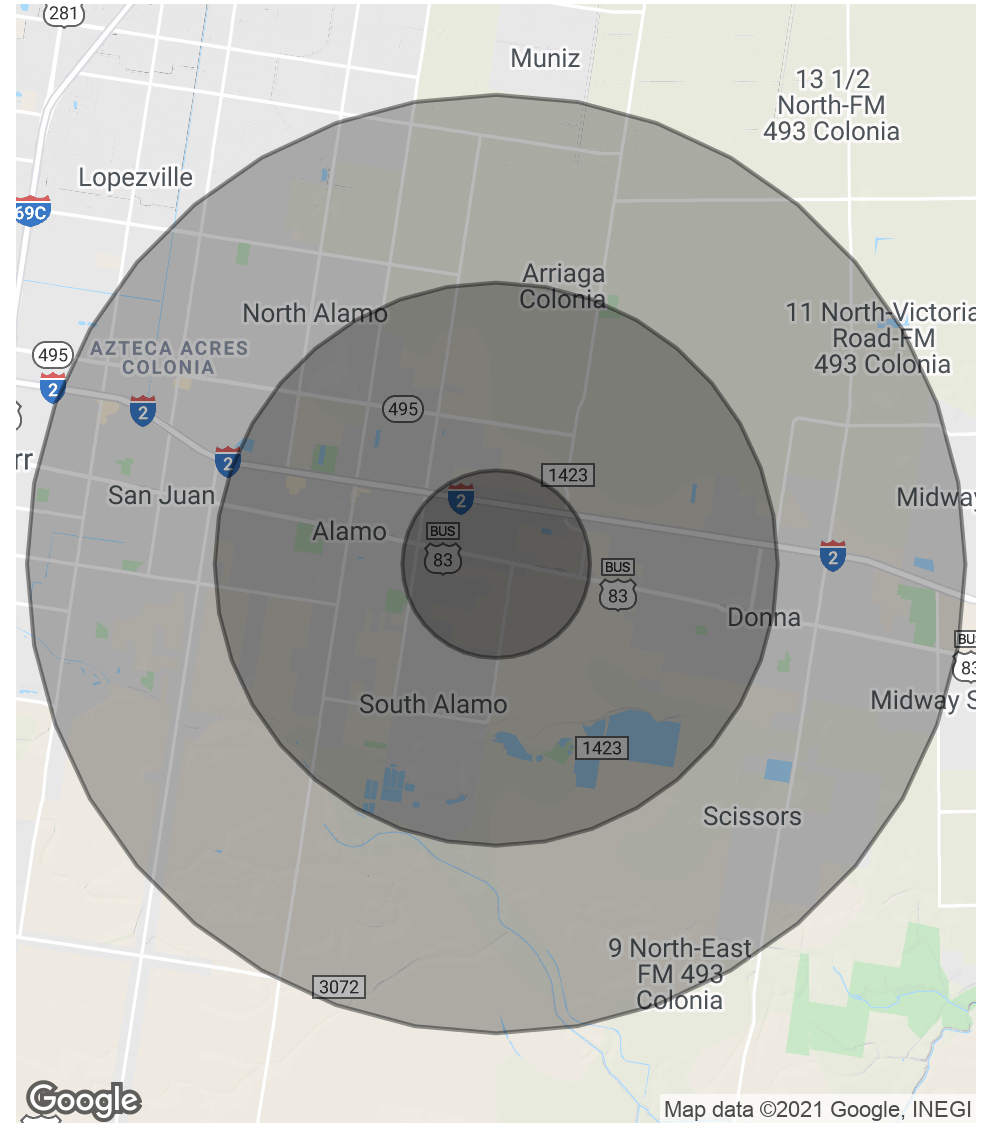 281
Muniz
13 1/2
North-FM
493 Colonia
Lopezville
69C
Arriaga
Colonia
North Alamo
11 North-Victoria
Road-FM
493 Colonia
AZTECA ACRES
COLONIA
495
2
2
495
2
1423
rr
San Juan
2
Midway
Alamo
BUS
83
2
BUS
83
Donna
BUS
83
South Alamo
Midway S
1423
Scissors
9 North-East
FM 493
Colonia
3072
Google
Map data ©2021 Google, INEGI